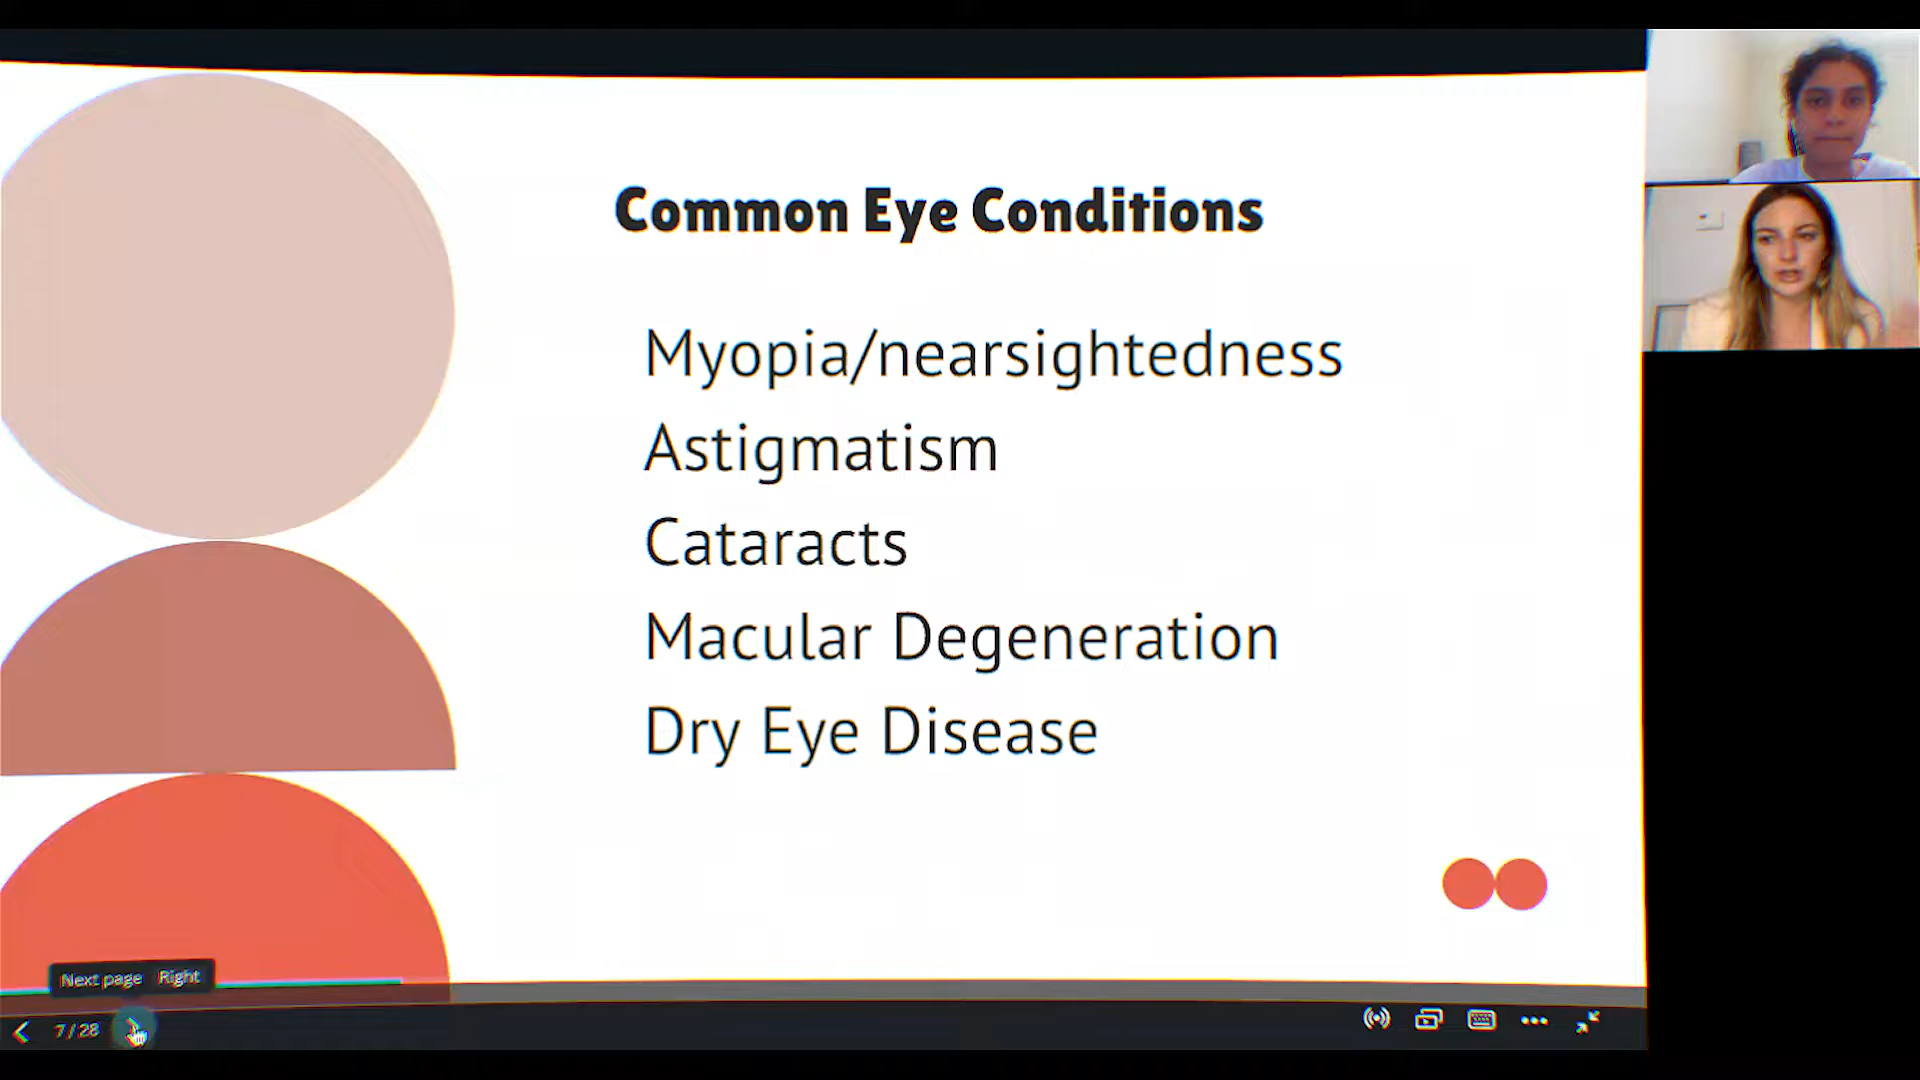 Common Eye Conditions
Myopia/nearsightedness
Astigmatism
Cataracts
Macular Degeneration
Dry Eye Disease
Next page Right
7 / 28